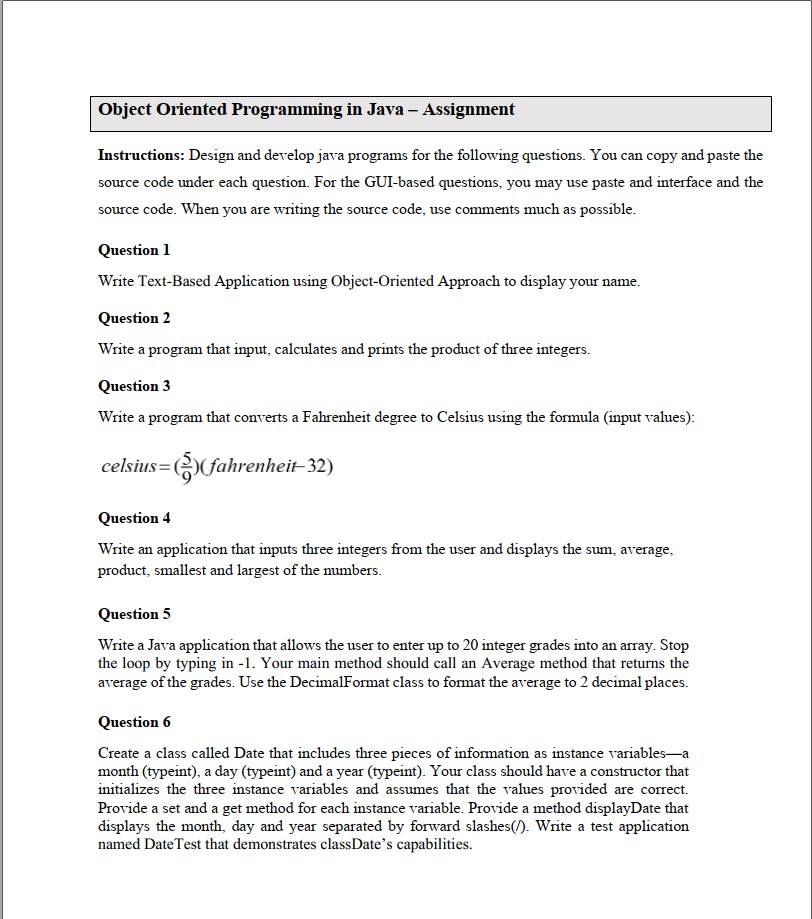 Object Oriented Programming in Java – Assignment
Instructions: Design and develop java programs for the following questions. You can copy and paste the
source code under each question. For the GUI-based questions, you may use paste and interface and the
source code. When you are writing the source code, use comments much as possible.
Question 1
Write Text-Based Application using Object-Oriented Approach to display your name.
Question 2
Write a program that input, calculates and prints the product of three integers.
Question 3
Write a program that converts a Fahrenheit degree to Celsius using the formula (input values):
celsius=(5/9)(fahrenheit–32)
Question 4
Write an application that inputs three integers from the user and displays the sum, average,
product, smallest and largest of the numbers.
Question 5
Write a Java application that allows the user to enter up to 20 integer grades into an array. Stop
the loop by typing in -1. Your main method should call an Average method that returns the
average of the grades. Use the DecimalFormat class to format the average to 2 decimal places.
Question 6
Create a class called Date that includes three pieces of information as instance variables—a
month (typeint), a day (typeint) and a year (typeint). Your class should have a constructor that
initializes the three instance variables and assumes that the values provided are correct.
Provide a set and a get method for each instance variable. Provide a method displayDate that
displays the month, day and year separated by forward slashes(/). Write a test application
named DateTest that demonstrates classDate’s capabilities.